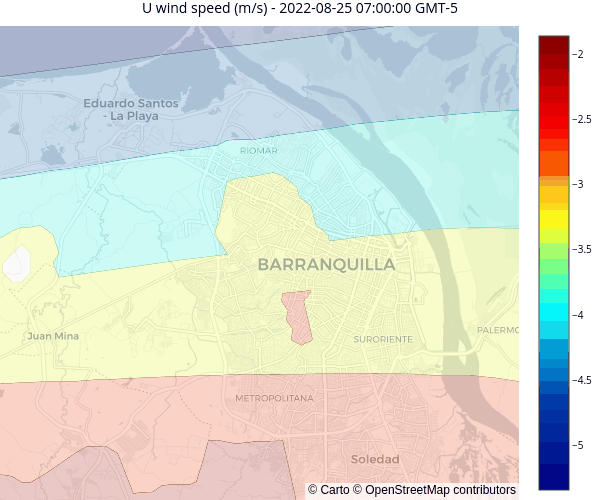 U wind speed (m/s) - 2022-08-25 07:00:00 GMT-5
−2
Eduardo Santos
- La Playa
−2.5
RIOMAR
−3
−3.5
BARRANQUILLA
−4
Juan Mina
SURORIENTE
PALERMO
−4.5
METROPOLITANA
−5
Soledad
© Carto © OpenStreetMap contributors